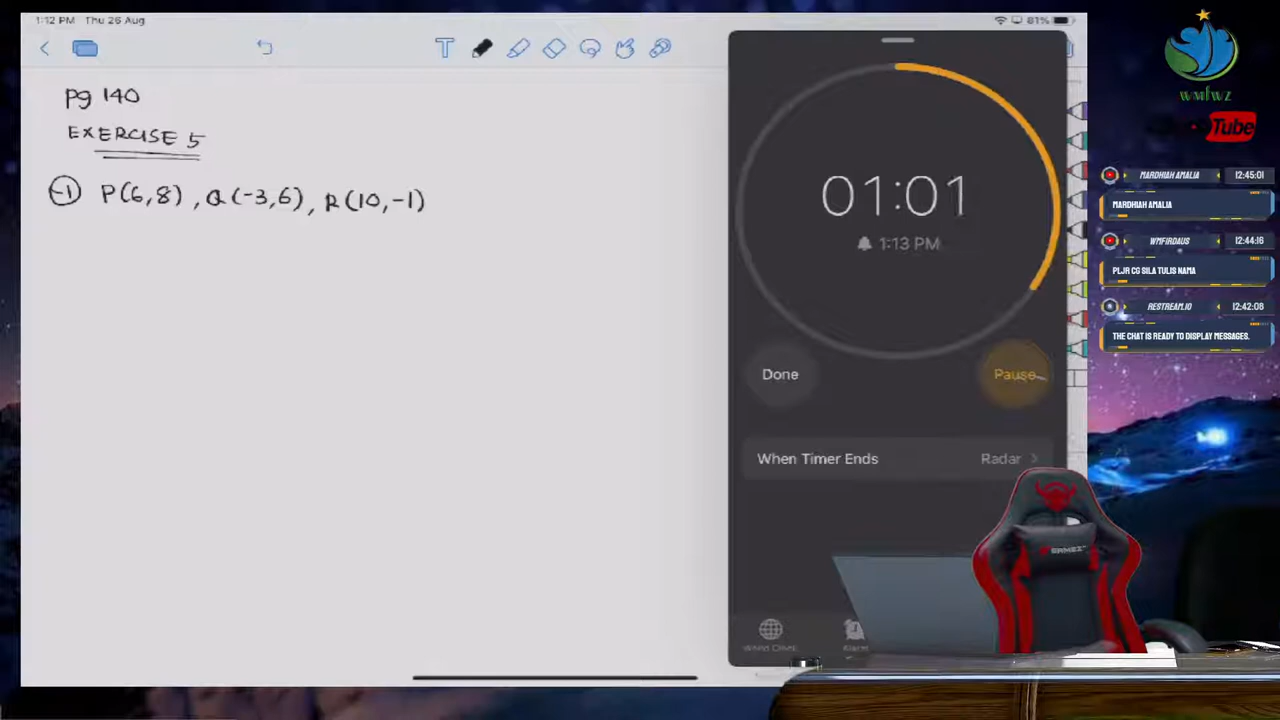 1:12 PM Thu 26 Aug
81%
T
pg 140
EXERCISE 5
1 P(6,8), Q(-3,6), R(10,-1)
01:01
1:13 PM
Done
Pause
When Timer Ends
Radar
World Clock
Alarm
wmfwz
Tube
MARDHIAH AMALIA
12:45:01
MARDHIAH AMALIA
WMFIRDAUS
12:44:16
PLJR CG SILA TULIS NAMA
RESTREAM.IO
12:42:08
THE CHAT IS READY TO DISPLAY MESSAGES.